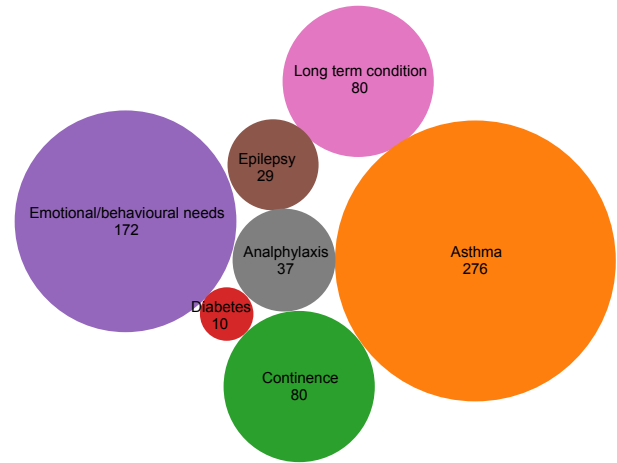 Long term condition
80
Epilepsy
29
Emotional/behavioural needs
172
Analphylaxis
37
Asthma
276
Diabetes
10
Continence
80